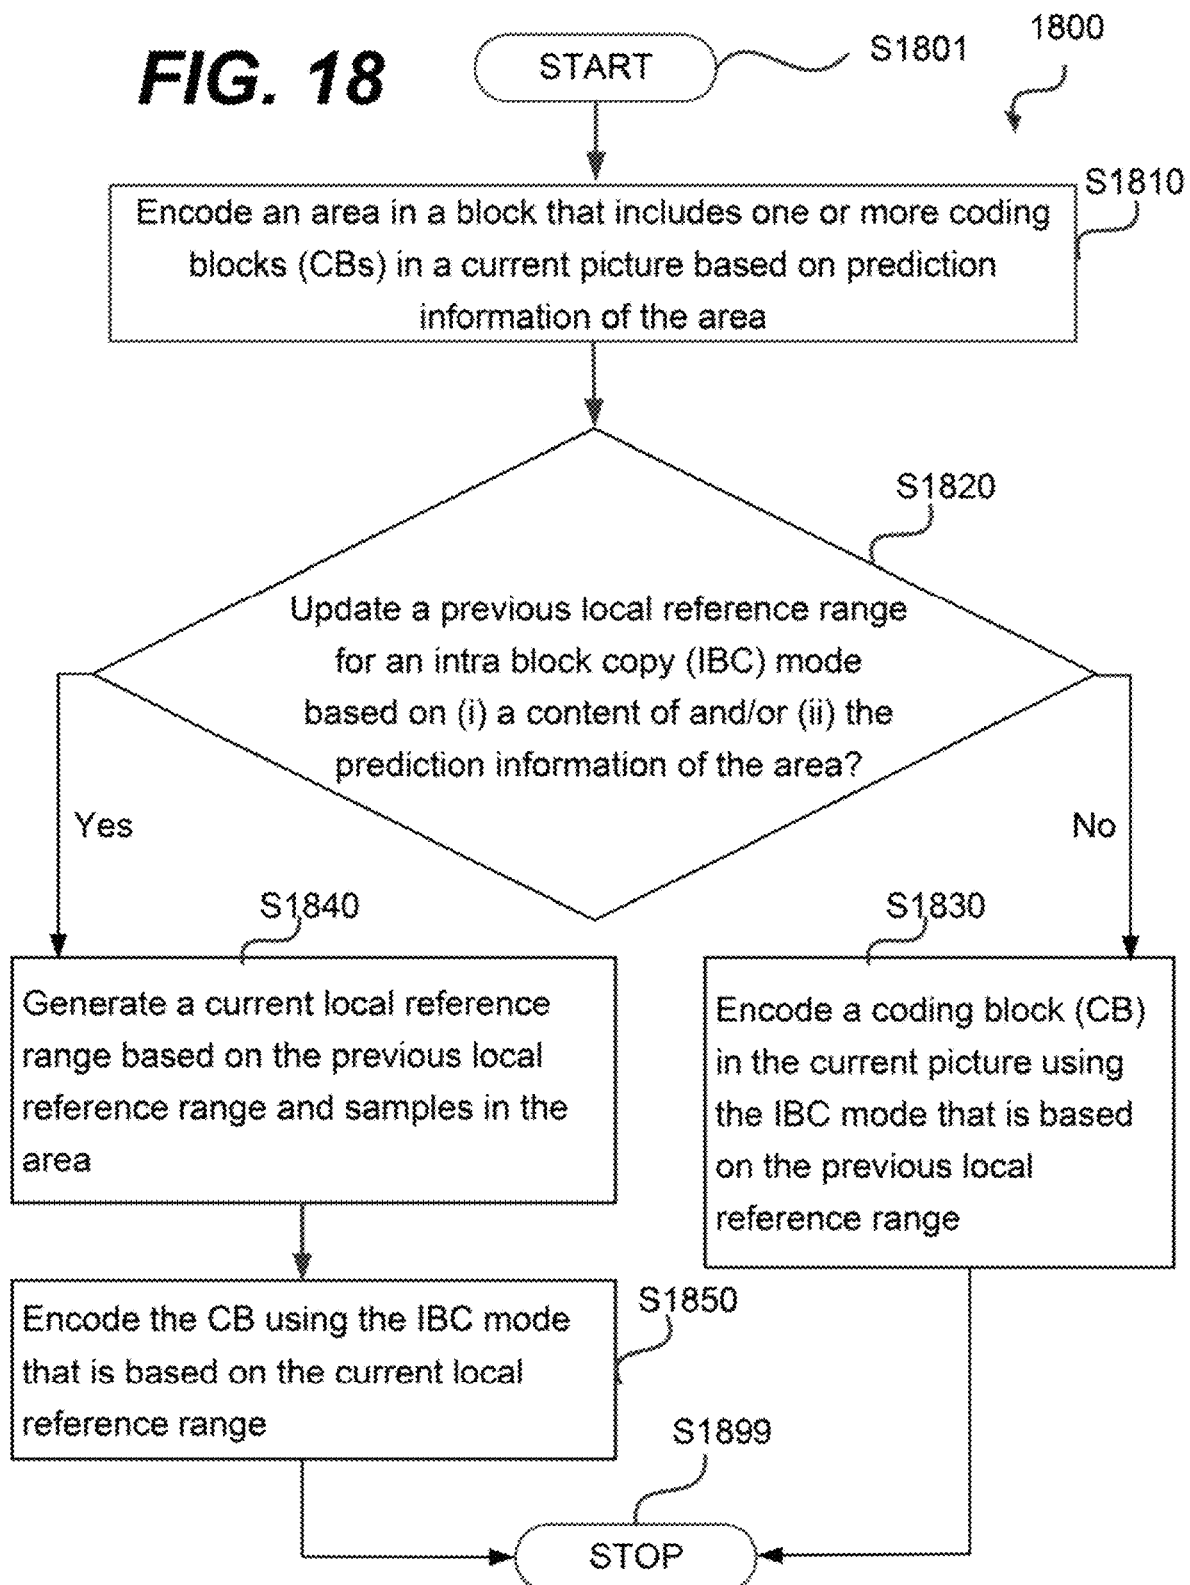 FIG. 18
START
S1801
1800
S1810
Encode an area in a block that includes one or more coding
blocks (CBs) in a current picture based on prediction
information of the area
S1820
Update a previous local reference range
for an intra block copy (IBC) mode
based on (i) a content of and/or (ii) the
prediction information of the area?
Yes
No
S1840
S1830
Generate a current local reference
range based on the previous local
reference range and samples in the
area
Encode a coding block (CB)
in the current picture using
the IBC mode that is based
on the previous local
reference range
S1850
Encode the CB using the IBC mode
that is based on the current local
reference range
S1899
STOP